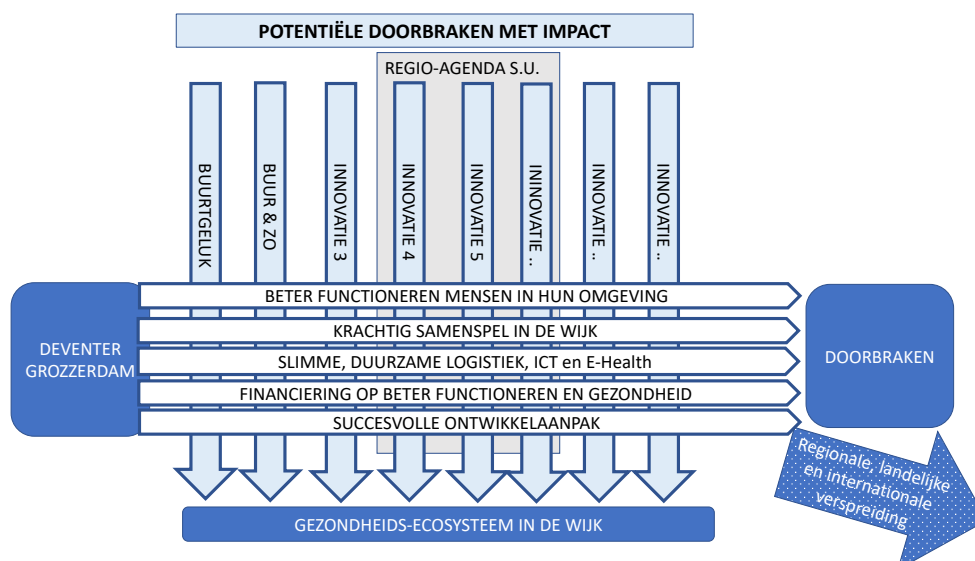 POTENTIËLE DOORBRAKEN MET IMPACT
REGIO-AGENDA S.U.
BUURTGELUK
BUUR & ZO
INNOVATIE 3
INNOVATIE 4
INNOVATIE 5
ININOVATIE ..
INNOVATIE ..
INNOVATIE ..
DEVENTER
GROZZERDAM
BETER FUNCTIONEREN MENSEN IN HUN OMGEVING
KRACHTIG SAMENSPEL IN DE WIJK
SLIMME, DUURZAME LOGISTIEK, ICT en E-Health
FINANCIERING OP BETER FUNCTIONEREN EN GEZONDHEID
SUCCESVOLLE ONTWIKKELAANPAK
DOORBRAKEN
Regionale, landelijke
en internationale
verspreiding
GEZONDHEIDS-ECOSYSTEEM IN DE WIJK